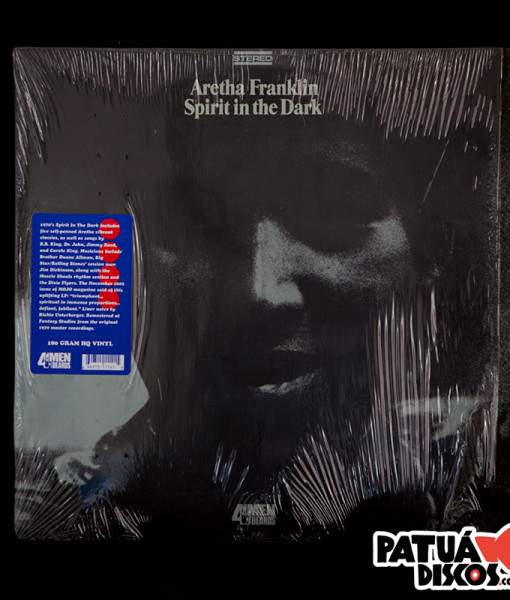 STEREO
Aretha Franklin
Spirit in the Dark
1970's Spirit In The Dark includes
five self-penned Aretha vibrant
classics, as well as songs by
B.B. King, Dr. John, Jimmy Reed,
and Carole King. Musicians include
Brother Duane Allman, Big
Star/Rolling Stones' session man
Jim Dickinson, along with the
Muscle Shoals rhythm section and
the Dixie Flyers. The November 2003
issue of MOJO magazine said of this
uplifting LP: "triumphant...
spiritual in immense proportions...
defiant, jubilant." Liner notes by
Richie Unterberger. Remastered at
Fantasy Studios from the original
1970 master recordings.
180 GRAM HQ VINYL
4 MEN
BEARDS
4 MEN
BEARDS
PATUÁ
DISCOS.co